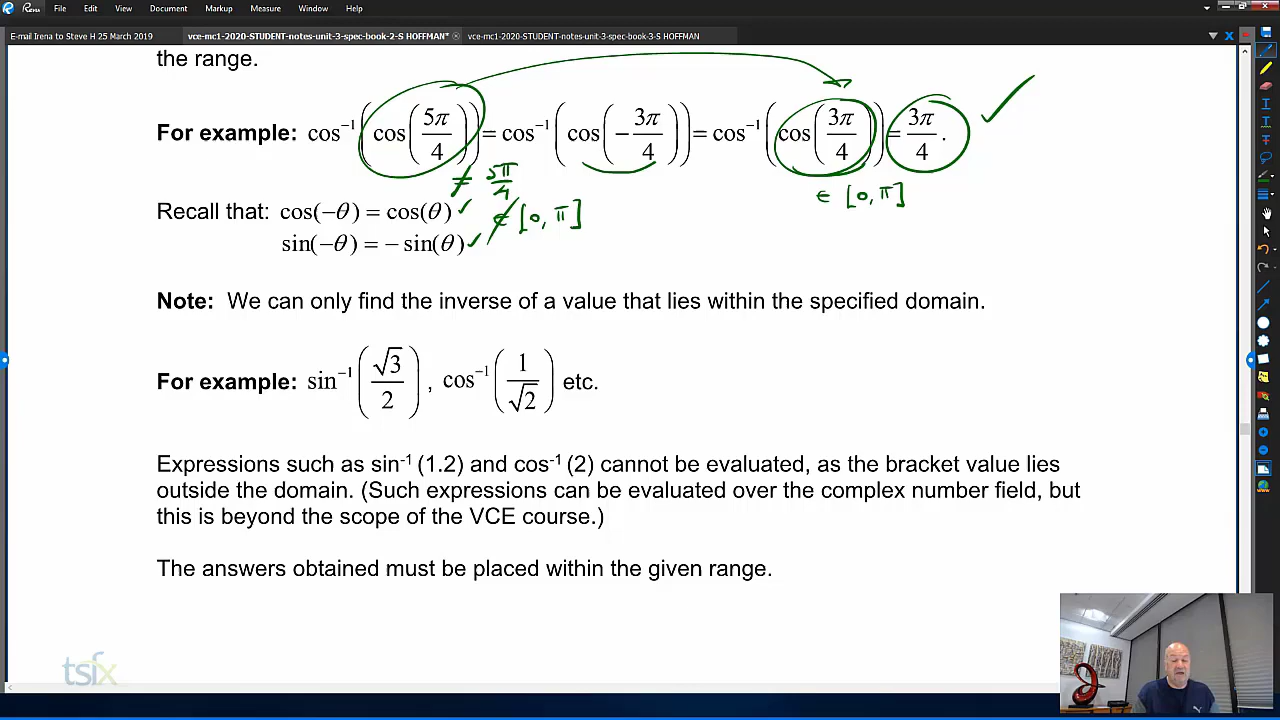 Rēna File Edit View Document Markup Measure Window Help
E-mail Irena to Steve H 25 March 2019 vce-mc1-2020-STUDENT-notes-unit-3-spec-book-2-S HOFFMAN* vce-mc1-2020-STUDENT-notes-unit-3-spec-book-3-S HOFFMAN
the range.
For example: cos⁻¹(cos(5π/4)) = cos⁻¹(cos(−3π/4)) = cos⁻¹(cos(3π/4)) = 3π/4. ✓
≠ 5π/4
∈ [0, π]
Recall that: cos(−θ) = cos(θ) ✓ ∉ [0, π]
sin(−θ) = − sin(θ) ✓
Note: We can only find the inverse of a value that lies within the specified domain.
For example: sin⁻¹(√3/2) , cos⁻¹(1/√2) etc.
Expressions such as sin⁻¹ (1.2) and cos⁻¹ (2) cannot be evaluated, as the bracket value lies
outside the domain. (Such expressions can be evaluated over the complex number field, but
this is beyond the scope of the VCE course.)
The answers obtained must be placed within the given range.
tsfx